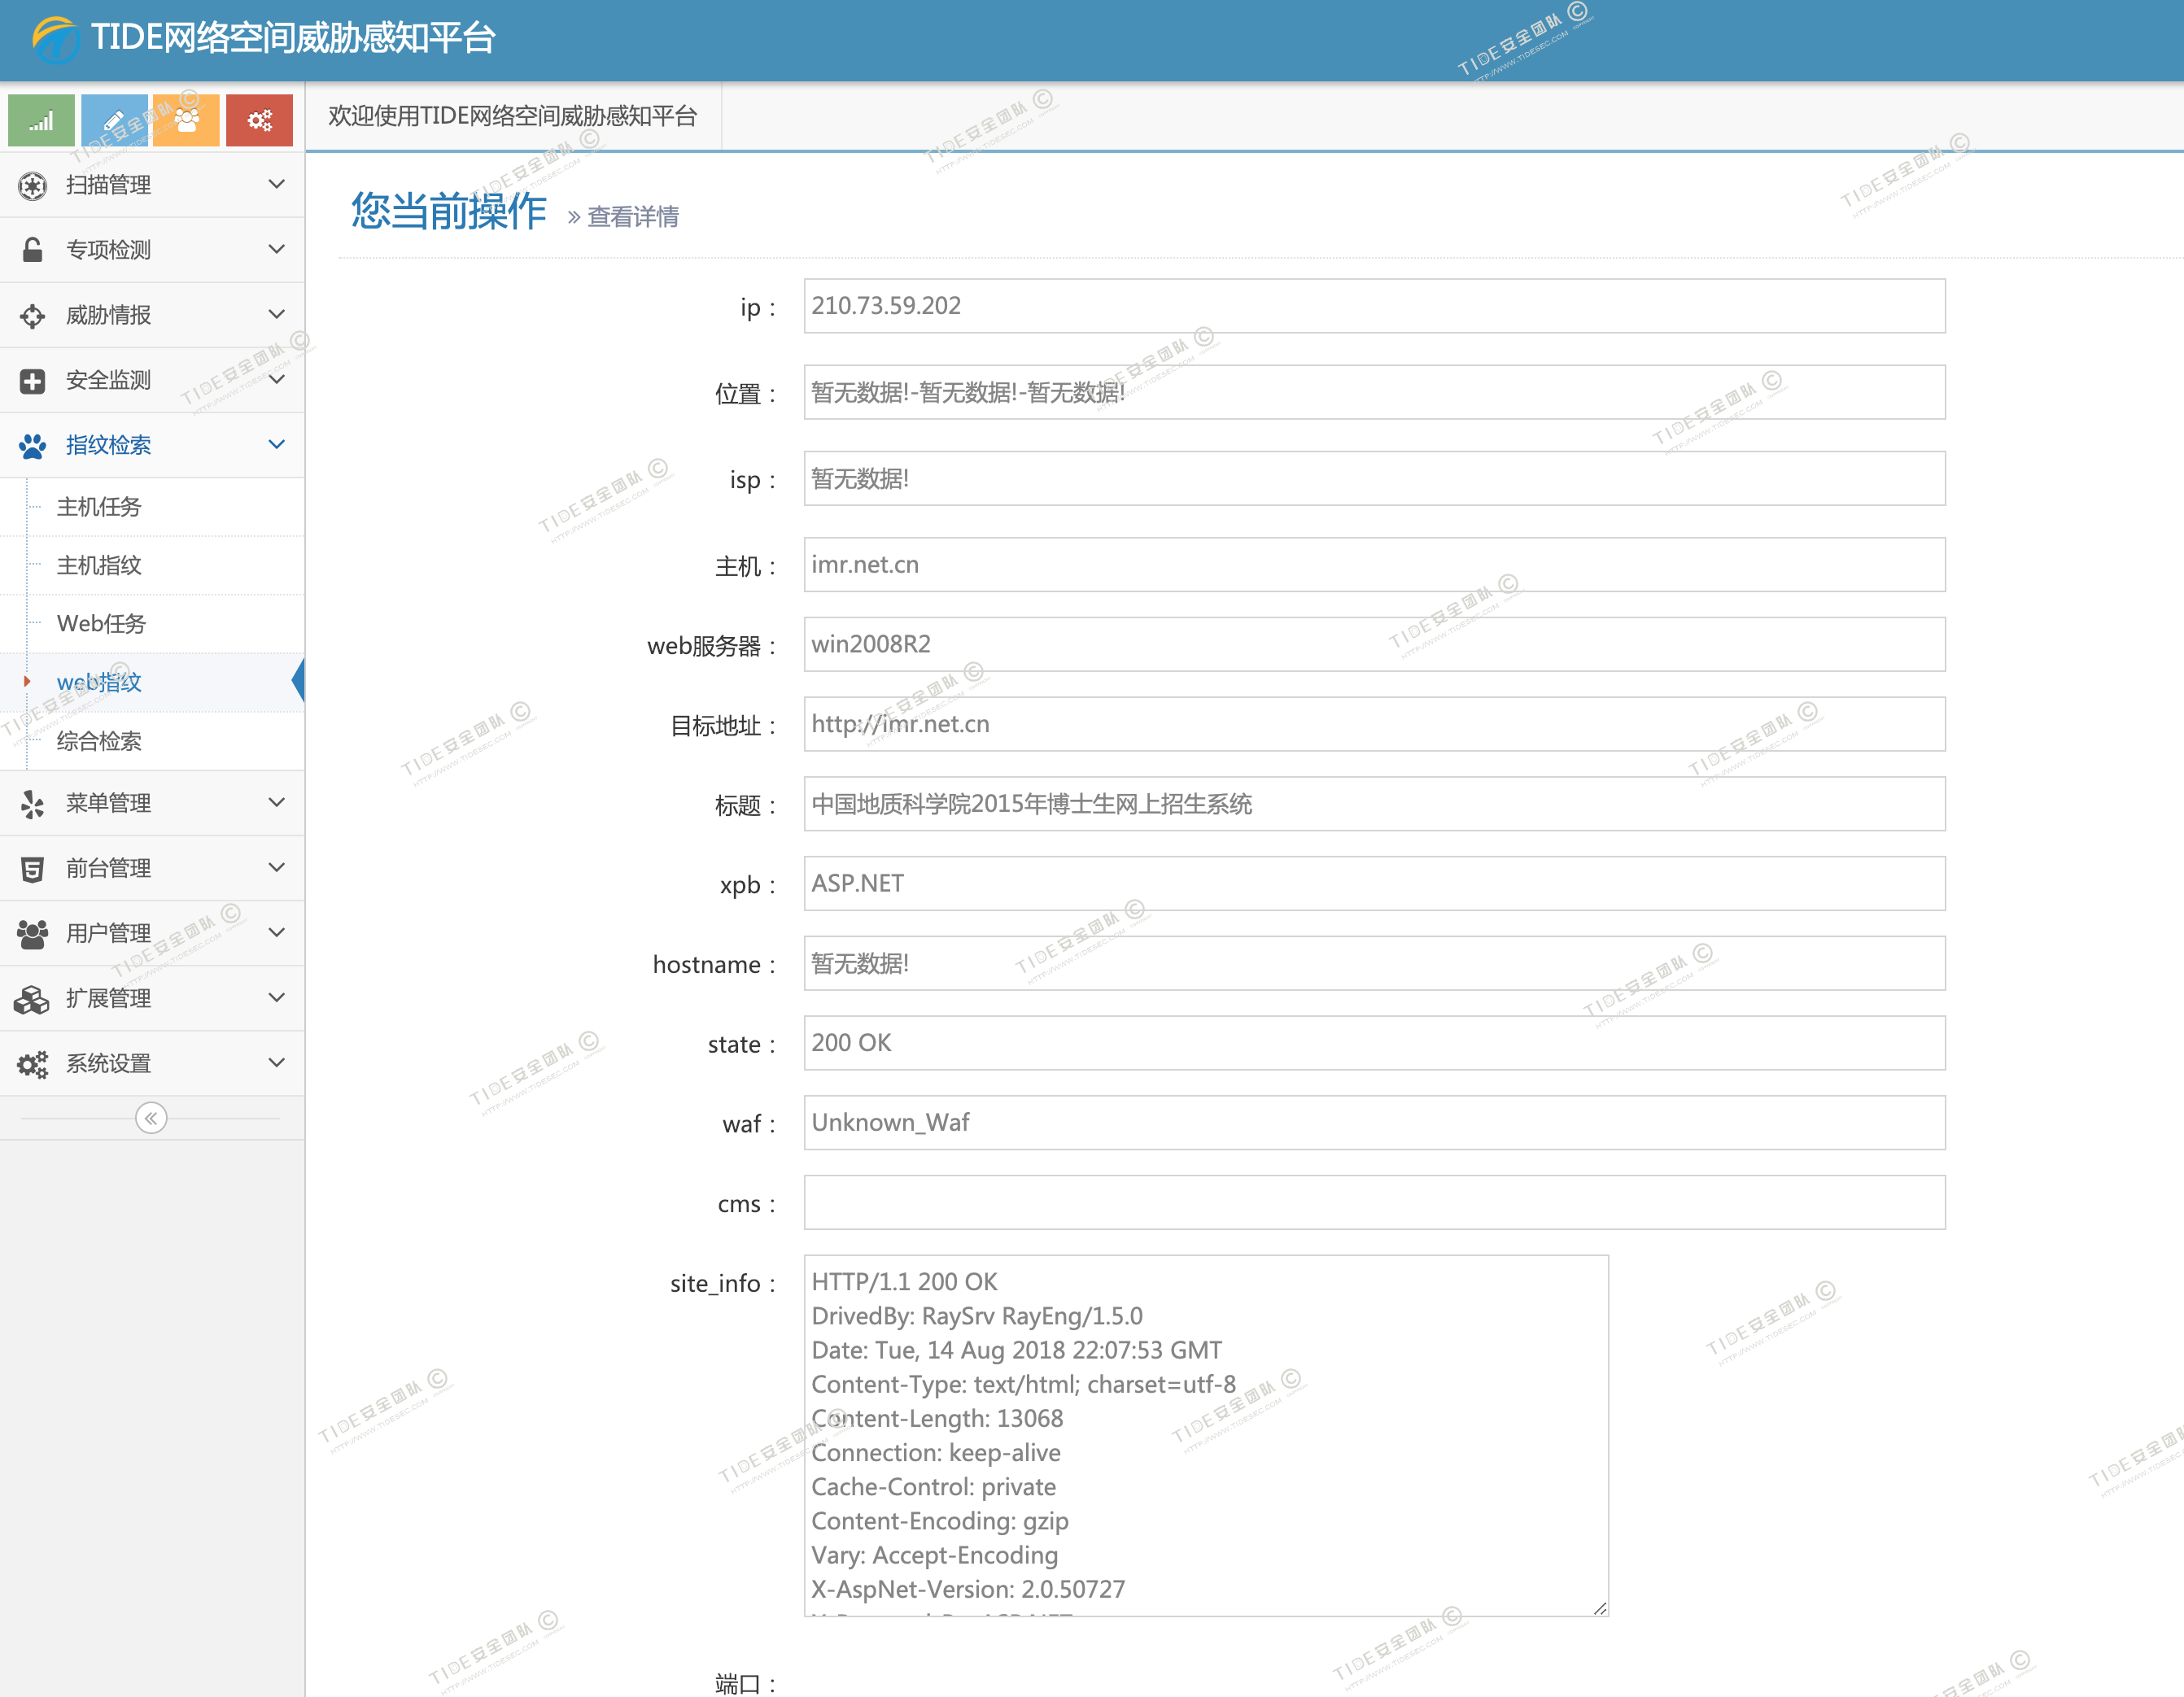 TIDE网络空间威胁感知平台
欢迎使用TIDE网络空间威胁感知平台
扫描管理
专项检测
威胁情报
安全监测
指纹检索
主机任务
主机指纹
Web任务
web指纹
综合检索
菜单管理
前台管理
用户管理
扩展管理
系统设置
您当前操作 » 查看详情
ip : 210.73.59.202
位置 : 暂无数据!-暂无数据!-暂无数据!
isp : 暂无数据!
主机 : imr.net.cn
web服务器 : win2008R2
目标地址 : http://imr.net.cn
标题 : 中国地质科学院2015年博士生网上招生系统
xpb : ASP.NET
hostname : 暂无数据!
state : 200 OK
waf : Unknown_Waf
cms :
site_info : HTTP/1.1 200 OK
DrivedBy: RaySrv RayEng/1.5.0
Date: Tue, 14 Aug 2018 22:07:53 GMT
Content-Type: text/html; charset=utf-8
Content-Length: 13068
Connection: keep-alive
Cache-Control: private
Content-Encoding: gzip
Vary: Accept-Encoding
X-AspNet-Version: 2.0.50727
端口 :
TIDE安全团队 ©
HTTP://WWW.TIDESEC.COM